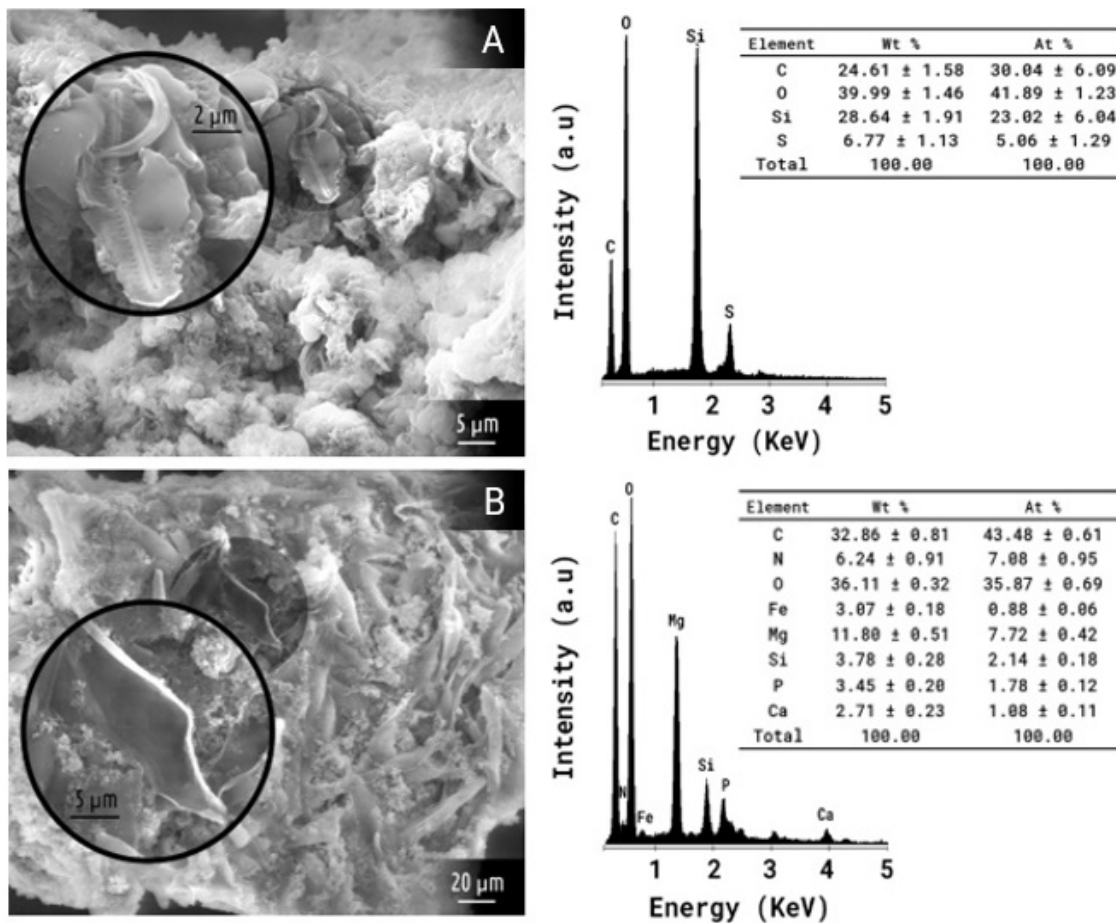 A
2 µm
5 µm
Intensity (a.u)
C
O
Si
S
1 2 3 4 5
Energy (KeV)
Element Wt % At %
C 24.61 ± 1.58 30.04 ± 6.09
O 39.99 ± 1.46 41.89 ± 1.23
Si 28.64 ± 1.91 23.02 ± 6.04
S 6.77 ± 1.13 5.06 ± 1.29
Total 100.00 100.00
B
5 µm
20 µm
Intensity (a.u)
C
N
O
Fe
Mg
Si
P
Ca
1 2 3 4 5
Energy (KeV)
Element Wt % At %
C 32.86 ± 0.81 43.48 ± 0.61
N 6.24 ± 0.91 7.08 ± 0.95
O 36.11 ± 0.32 35.87 ± 0.69
Fe 3.07 ± 0.18 0.88 ± 0.06
Mg 11.80 ± 0.51 7.72 ± 0.42
Si 3.78 ± 0.28 2.14 ± 0.18
P 3.45 ± 0.20 1.78 ± 0.12
Ca 2.71 ± 0.23 1.08 ± 0.11
Total 100.00 100.00